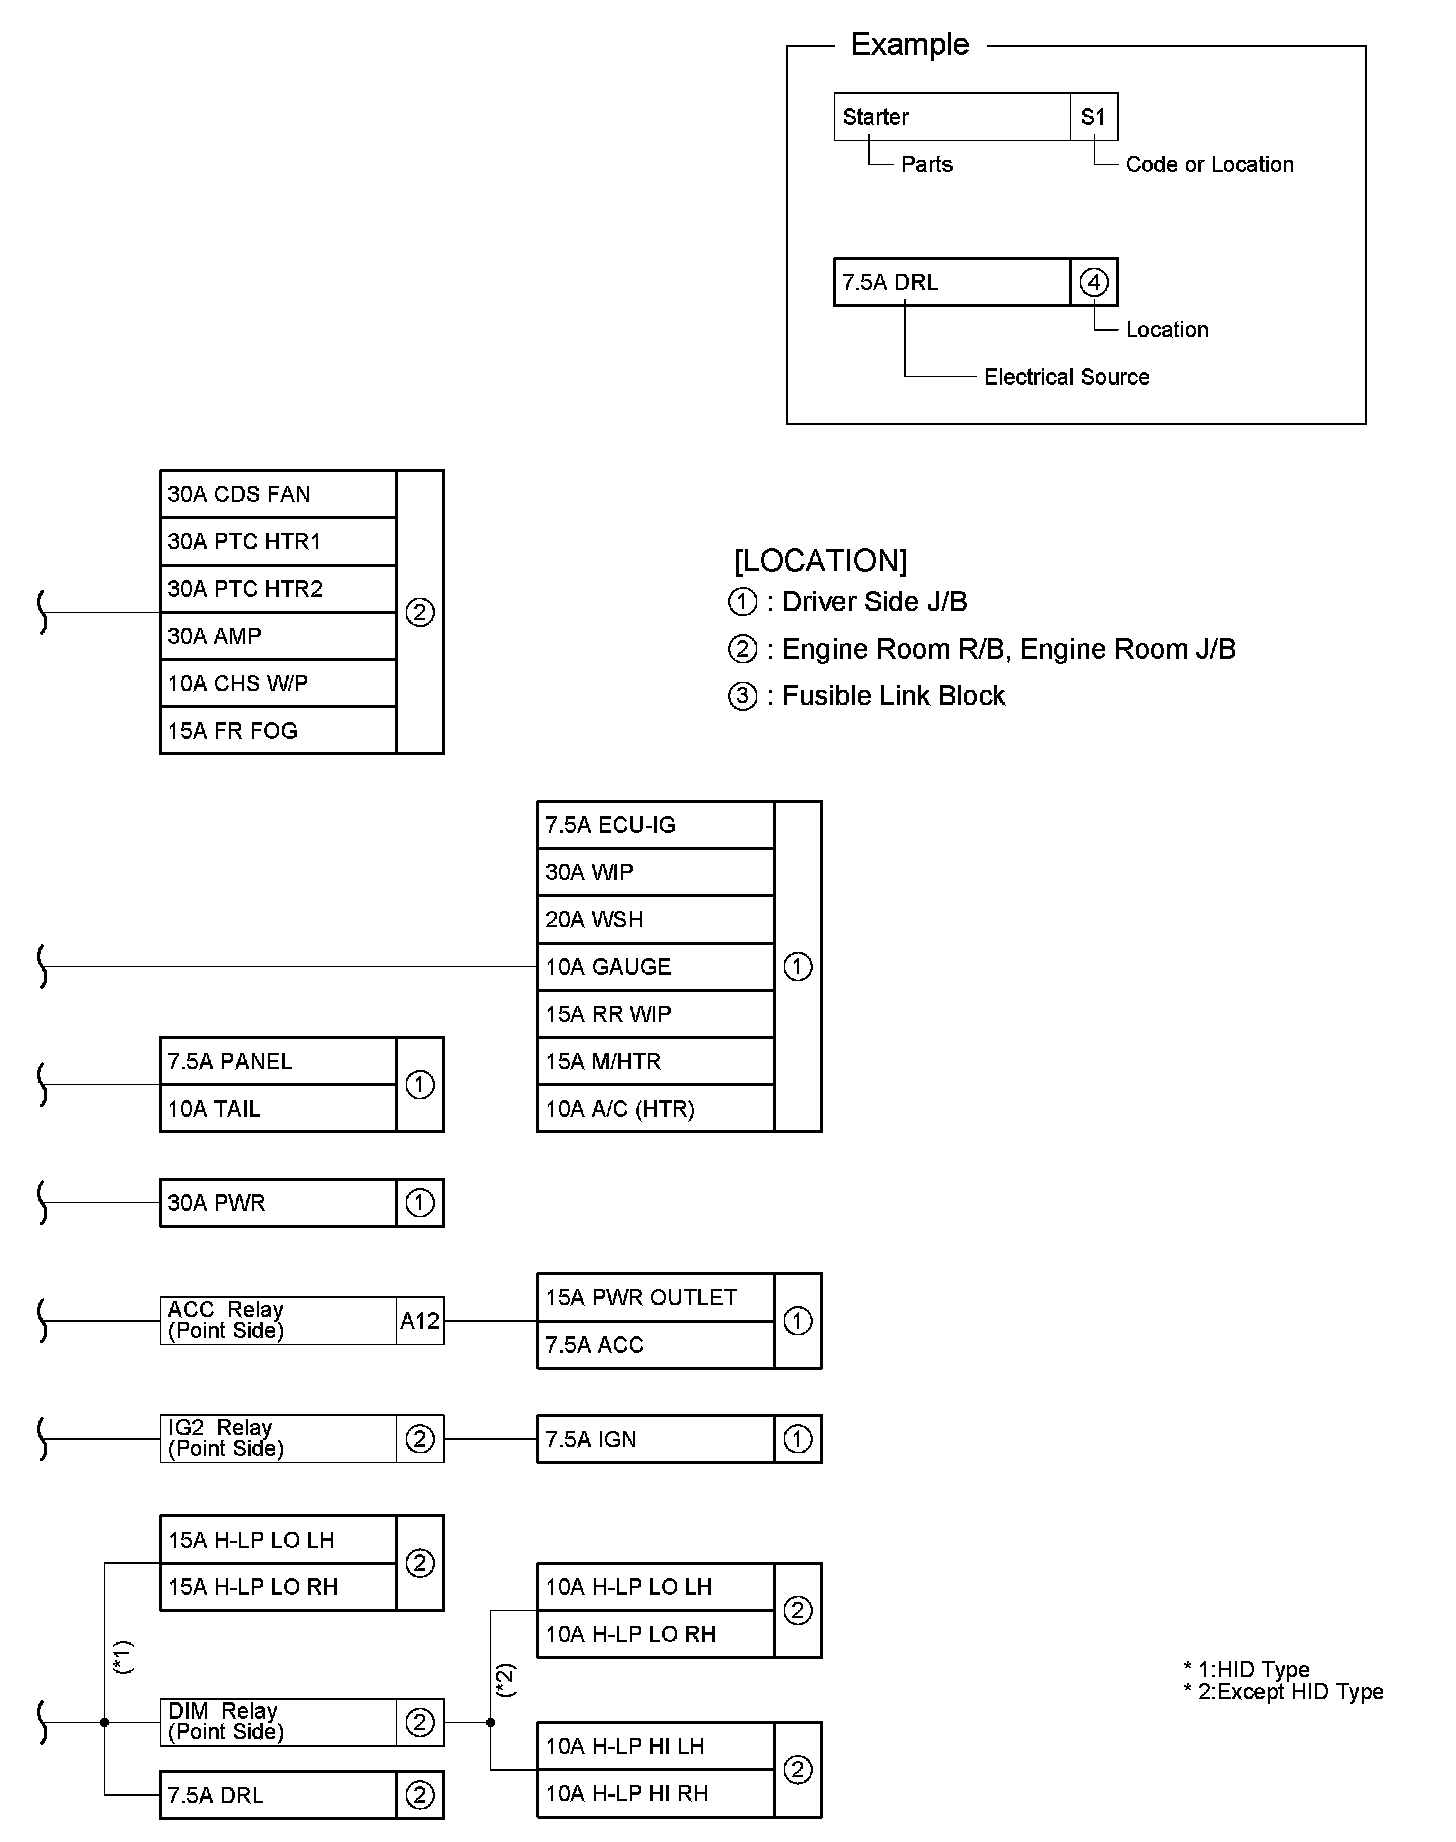 Example
Starter S1
Parts
Code or Location
7.5A DRL ④
Location
Electrical Source
30A CDS FAN
30A PTC HTR1
30A PTC HTR2
30A AMP
10A CHS W/P
15A FR FOG
②
[LOCATION]
① : Driver Side J/B
② : Engine Room R/B, Engine Room J/B
③ : Fusible Link Block
7.5A ECU-IG
30A WIP
20A WSH
10A GAUGE
15A RR WIP
15A M/HTR
10A A/C (HTR)
①
7.5A PANEL
10A TAIL
①
30A PWR ①
ACC Relay
(Point Side)
A12
15A PWR OUTLET
7.5A ACC
①
IG2 Relay
(Point Side)
②
7.5A IGN ①
15A H-LP LO LH
15A H-LP LO RH
②
(*1)
10A H-LP LO LH
10A H-LP LO RH
②
(*2)
DIM Relay
(Point Side)
②
10A H-LP HI LH
10A H-LP HI RH
②
7.5A DRL ②
* 1:HID Type
* 2:Except HID Type